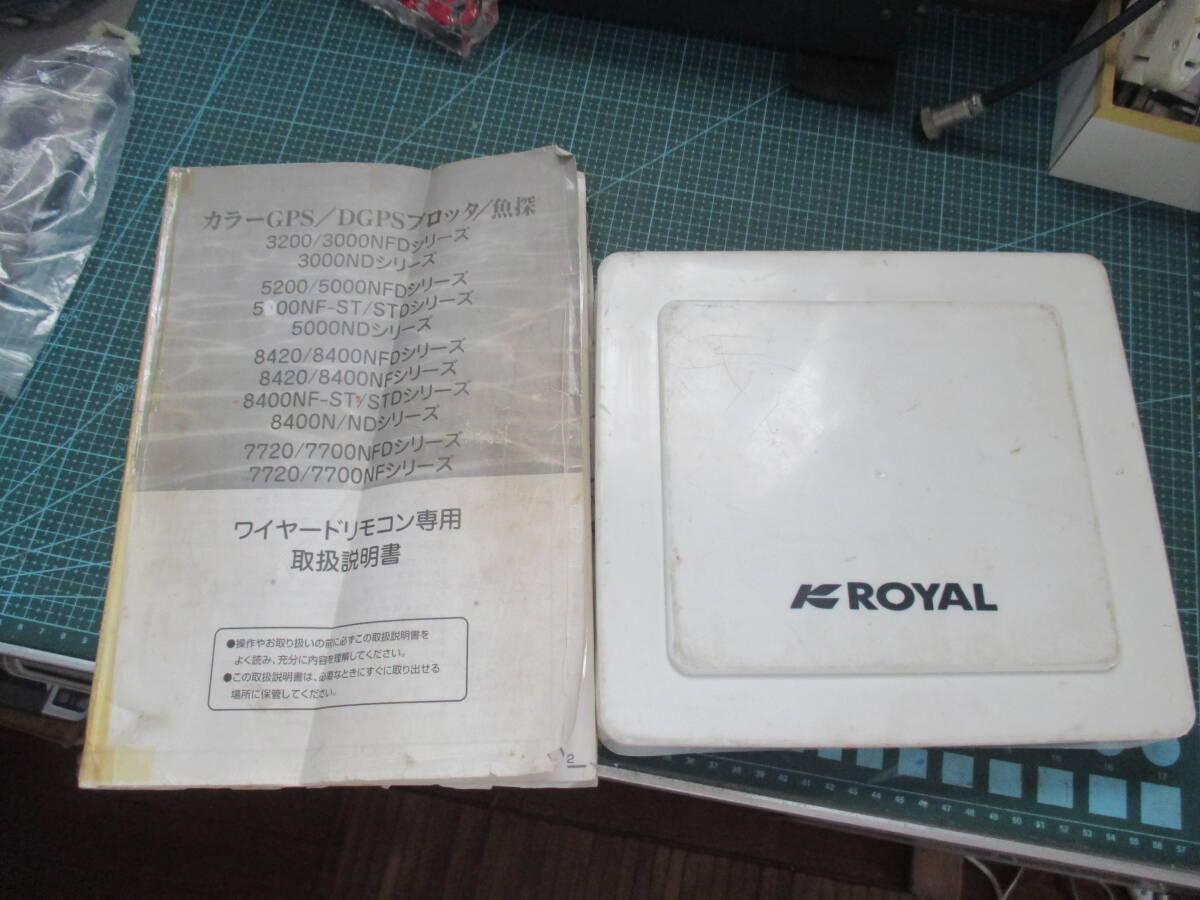 カラーGPS/DGPSプロッタ/魚探
3200/3000NFDシリーズ
3000NDシリーズ
5200/5000NFDシリーズ
NF-ST/STDシリーズ
5000NDシリーズ
8420/8400NFDシリーズ
8420/8400NFシリーズ
8400NF-ST/STDシリーズ
8400N/NDシリーズ
7720/7700NFDシリーズ
7720/7700NFシリーズ
ワイヤードリモコン専用
取扱説明書
●操作やお取り扱いの前に必ずこの取扱説明書を
よく読み、充分に内容を理解してください。
●この取扱説明書は、必要なときにすぐに取り出せる
場所に保管してください。
2
ROYAL